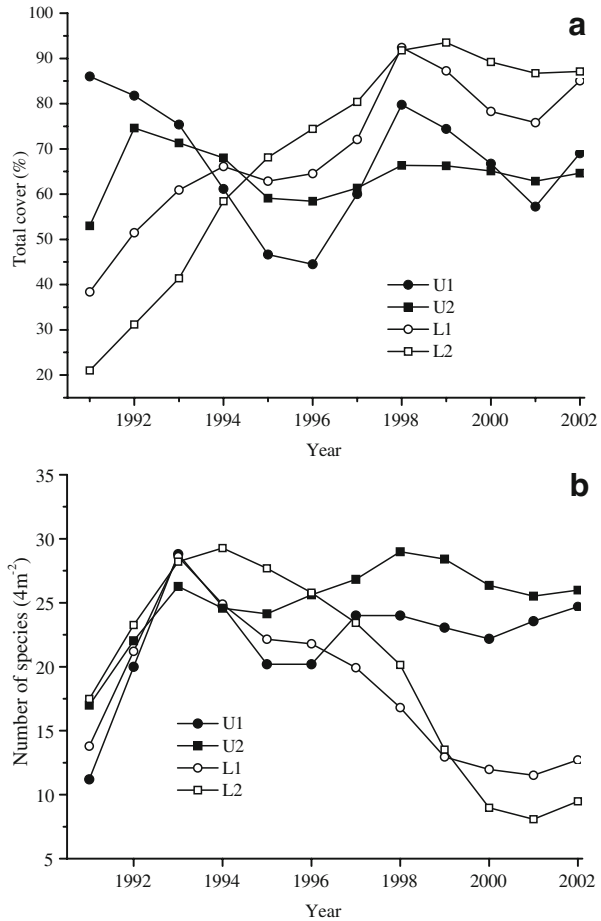 a
100
90
80
70
60
50
40
30
20
Total cover (%)
U1
U2
L1
L2
1992 1994 1996 1998 2000 2002
Year
b
35
30
25
20
15
10
5
Number of species (4m-2)
U1
U2
L1
L2
1992 1994 1996 1998 2000 2002
Year